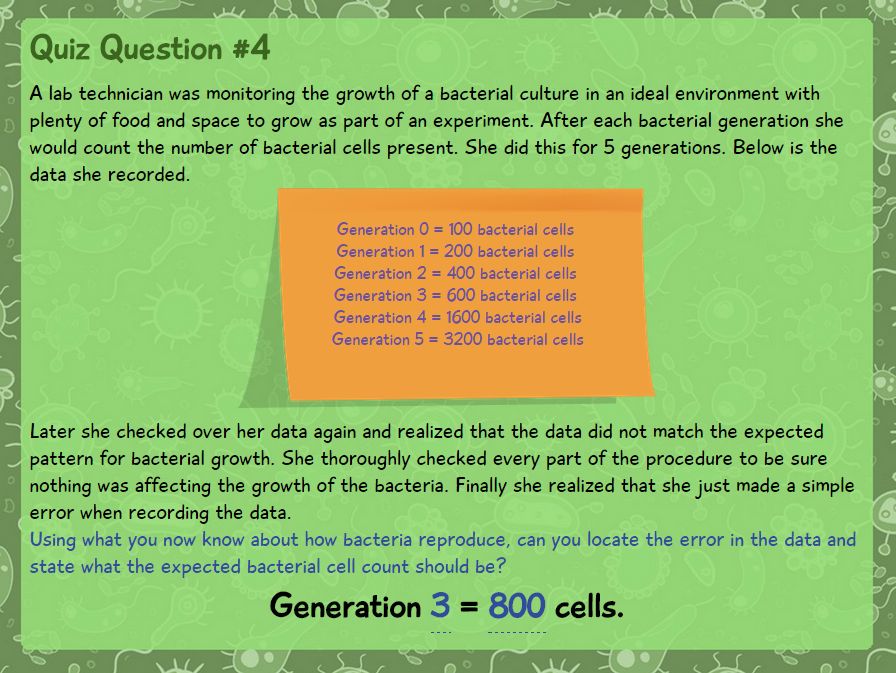 Quiz Question #4
A lab technician was monitoring the growth of a bacterial culture in an ideal environment with
plenty of food and space to grow as part of an experiment. After each bacterial generation she
would count the number of bacterial cells present. She did this for 5 generations. Below is the
data she recorded.
Generation 0 = 100 bacterial cells
Generation 1 = 200 bacterial cells
Generation 2 = 400 bacterial cells
Generation 3 = 600 bacterial cells
Generation 4 = 1600 bacterial cells
Generation 5 = 3200 bacterial cells
Later she checked over her data again and realized that the data did not match the expected
pattern for bacterial growth. She thoroughly checked every part of the procedure to be sure
nothing was affecting the growth of the bacteria. Finally she realized that she just made a simple
error when recording the data.
Using what you now know about how bacteria reproduce, can you locate the error in the data and
state what the expected bacterial cell count should be?
Generation 3 = 800 cells.